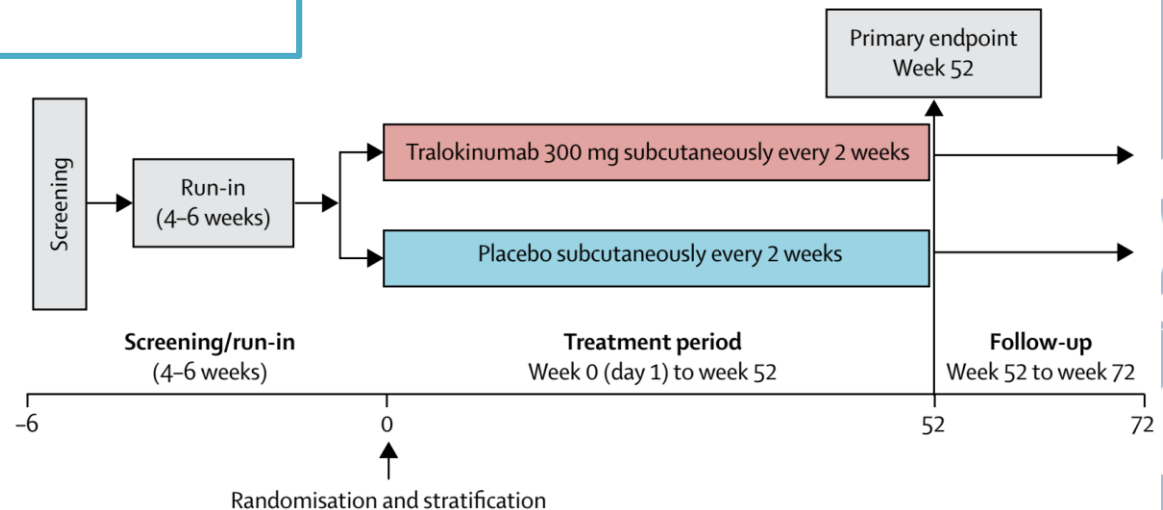 Primary endpoint
Week 52
Screening
Run-in
(4–6 weeks)
Tralokinumab 300 mg subcutaneously every 2 weeks
Placebo subcutaneously every 2 weeks
Screening/run-in
(4–6 weeks)
Treatment period
Week 0 (day 1) to week 52
Follow-up
Week 52 to week 72
–6
0
52
72
Randomisation and stratification